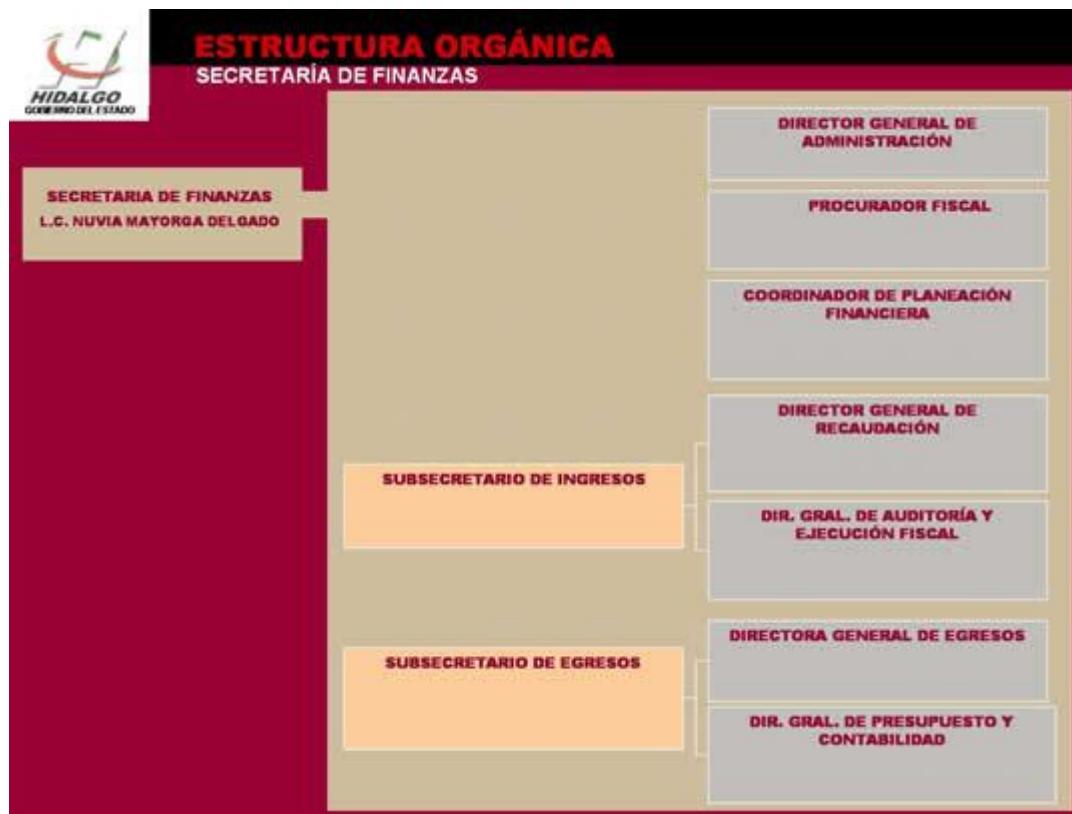 HIDALGO
GOBIERNO DEL ESTADO
ESTRUCTURA ORGÁNICA
SECRETARÍA DE FINANZAS
SECRETARIA DE FINANZAS
L.C. NUVIA MAYORGA DELGADO
DIRECTOR GENERAL DE
ADMINISTRACIÓN
PROCURADOR FISCAL
COORDINADOR DE PLANEACIÓN
FINANCIERA
SUBSECRETARIO DE INGRESOS
DIRECTOR GENERAL DE
RECAUDACIÓN
DIR. GRAL. DE AUDITORÍA Y
EJECUCIÓN FISCAL
SUBSECRETARIO DE EGRESOS
DIRECTORA GENERAL DE EGRESOS
DIR. GRAL. DE PRESUPUESTO Y
CONTABILIDAD